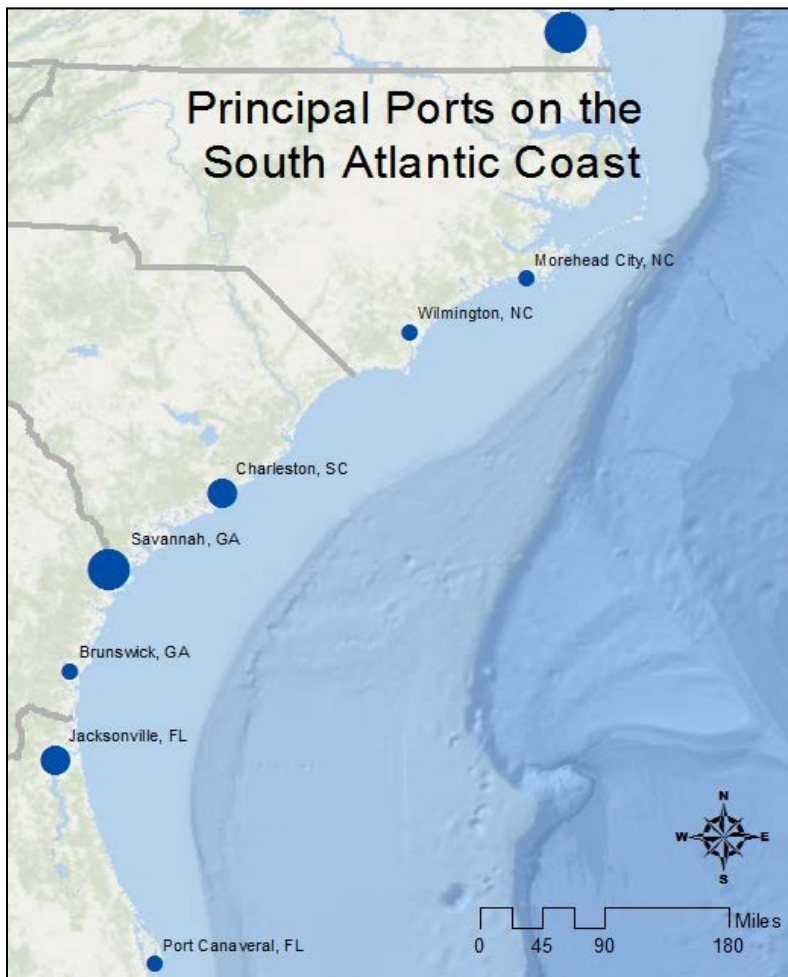 Principal Ports on the
South Atlantic Coast
Morehead City, NC
Wilmington, NC
Charleston, SC
Savannah, GA
Brunswick, GA
Jacksonville, FL
Port Canaveral, FL
N
W E
S
Miles
0 45 90 180